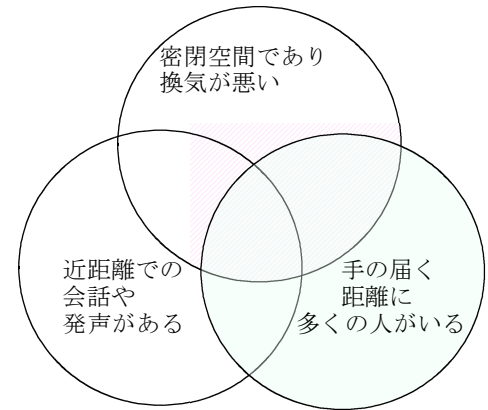 密閉空間であり
換気が悪い
近距離での
会話や
発声がある
手の届く
距離に
多くの人がいる